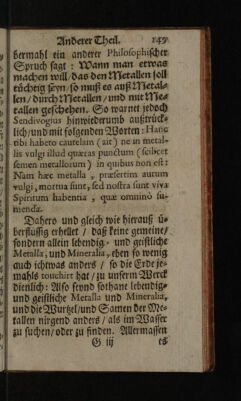 Anderer Theil. 149
bermahl ein anderer Philosophischer
Spruch sagt: Wann man etwas
machen will / das den Metallen soll
tüchtig seyn / so muß es auß Metal-
len / durch Metallen / und mit Me-
tallen geschehen. So warnet jedoch
Sendivogius hinwiederumb außtrück-
lich / und mit folgenden Worten: Hanc
tibi habeto cautelam (ait) ne in metal-
lis vulgi illud quæras punctum (scilicet
semen metallorum) in quibus non est:
Nam hæc metalla, præsertim aurum
vulgi, mortua sunt, sed nostra sunt viva
Spiritum habentia, quæ omninò su-
menda.
Dahero und gleich wie hierauß ü-
berflüssig erhellet / daß keine gemeine /
sondern allein lebendig- und geistliche
Metalla, und Mineralia, eben so wenig
auch ichtwas anders / so die Erde je-
mahls touchirt hat / zu unserm Werck
dienlich: Also seynd sothane lebendig-
und geistliche Metalla und Mineralia,
und die Wurtzel / und Samen der Me-
tallen nirgend anders / als im Wasser
zu suchen / oder zu finden. Allermassen
G iij es